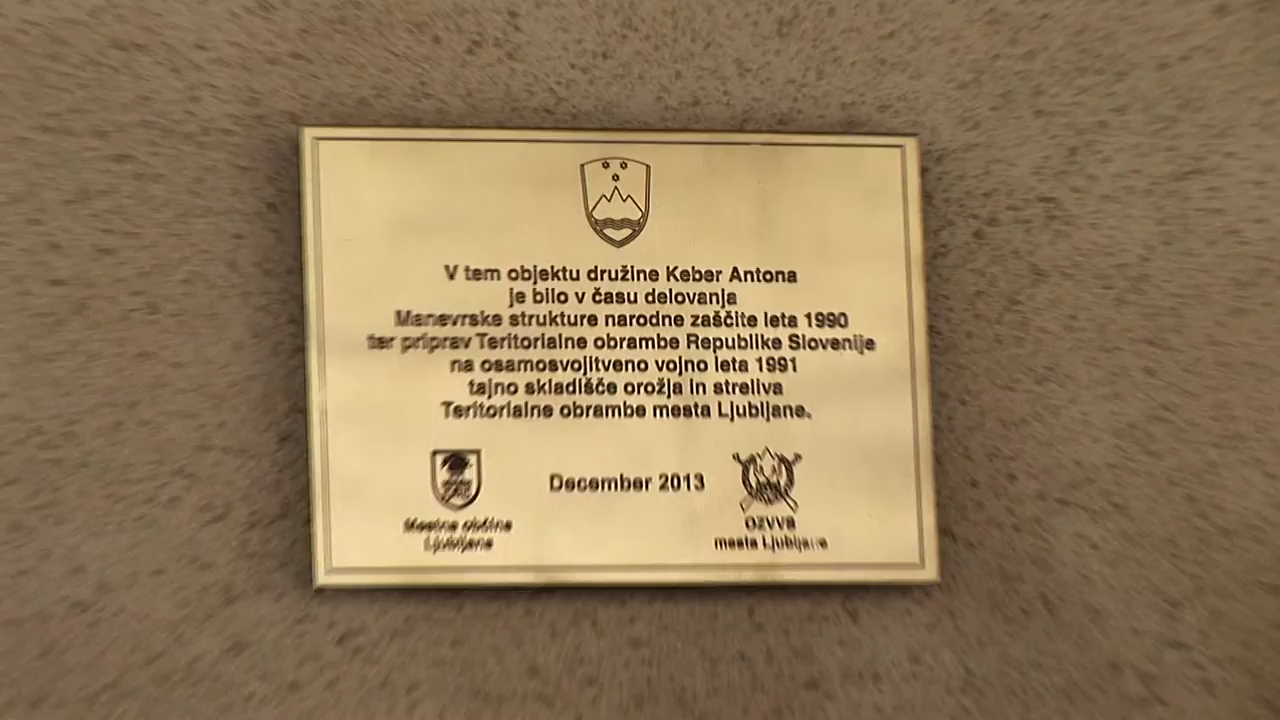 V tem objektu družine Keber Antona
je bilo v času delovanja
Manevrske strukture narodne zaščite leta 1990
ter priprav Teritorialne obrambe Republike Slovenije
na osamosvojitveno vojno leta 1991
tajno skladišče orožja in streliva
Teritorialne obrambe mesta Ljubljane.
December 2013
Mestna občina
Ljubljana
OZVVS
mesta Ljubljane